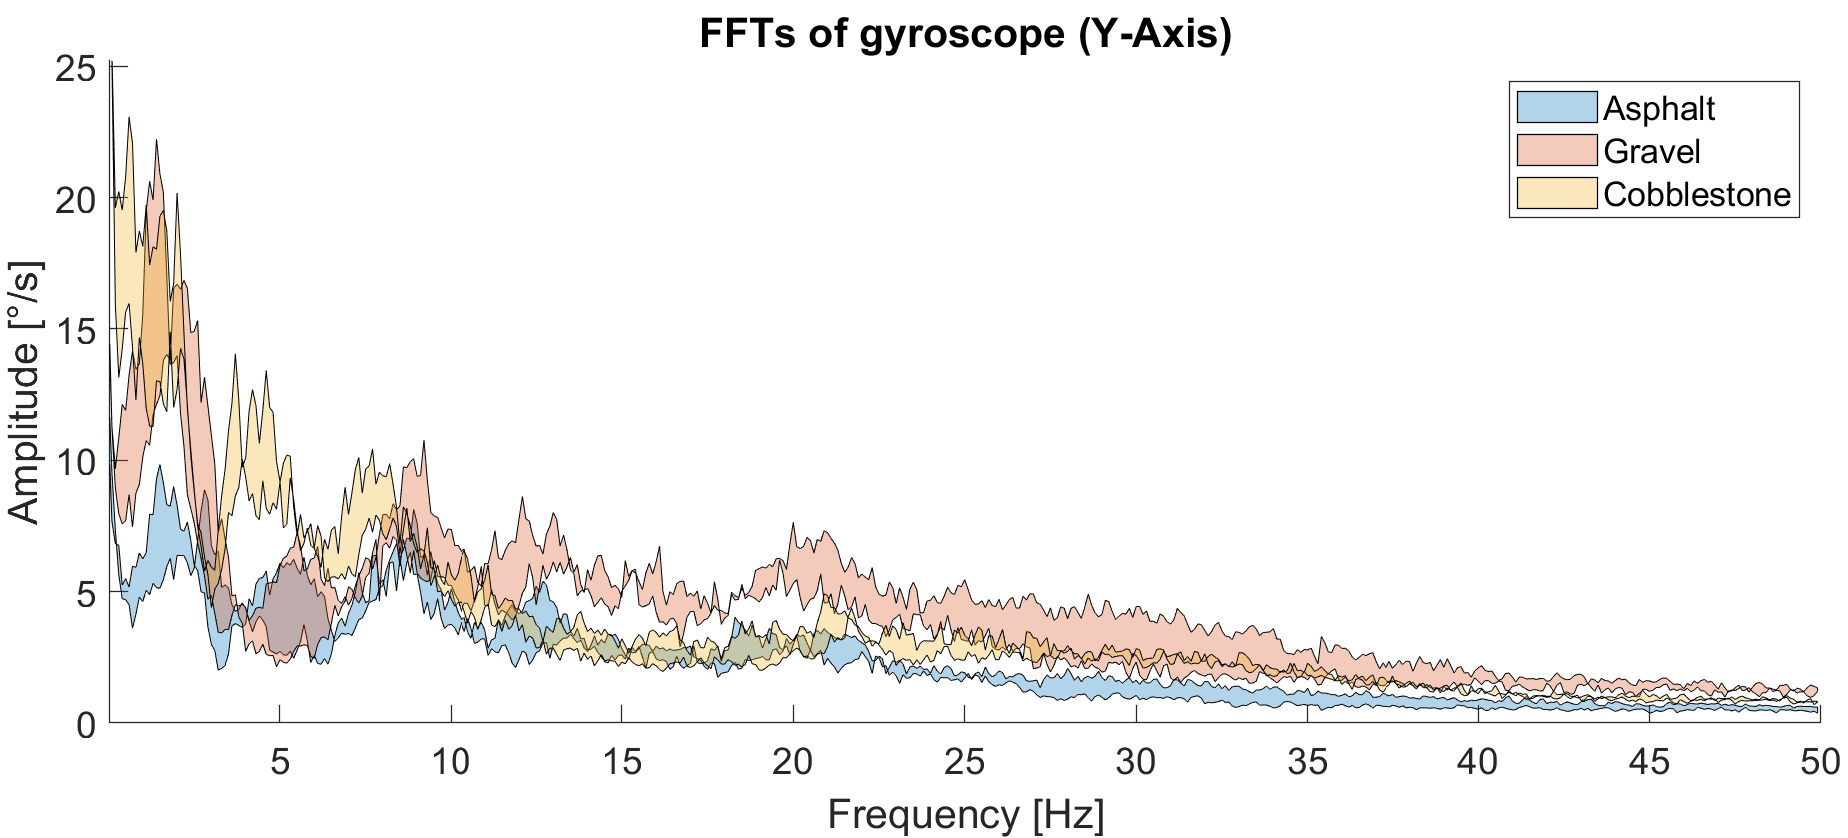 FFTs of gyroscope (Y-Axis)
25
20
15
10
5
0
Amplitude [°/s]
Asphalt
Gravel
Cobblestone
5 10 15 20 25 30 35 40 45 50
Frequency [Hz]